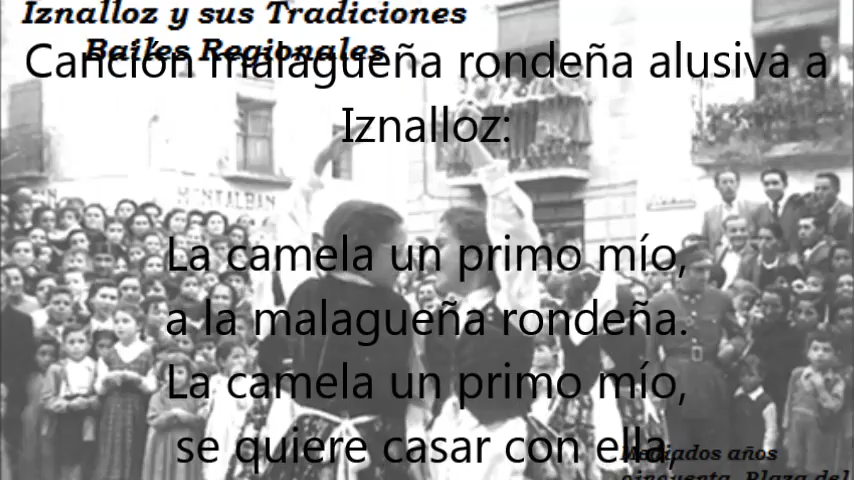 Iznalloz y sus Tradiciones
Bailes Regionales
Canción malagueña rondeña alusiva a
Iznalloz:
MONTALBAN
La camela un primo mío,
a la malagueña rondeña.
La camela un primo mío,
se quiere casar con ella,
Mediados años
cincuenta. Plaza del